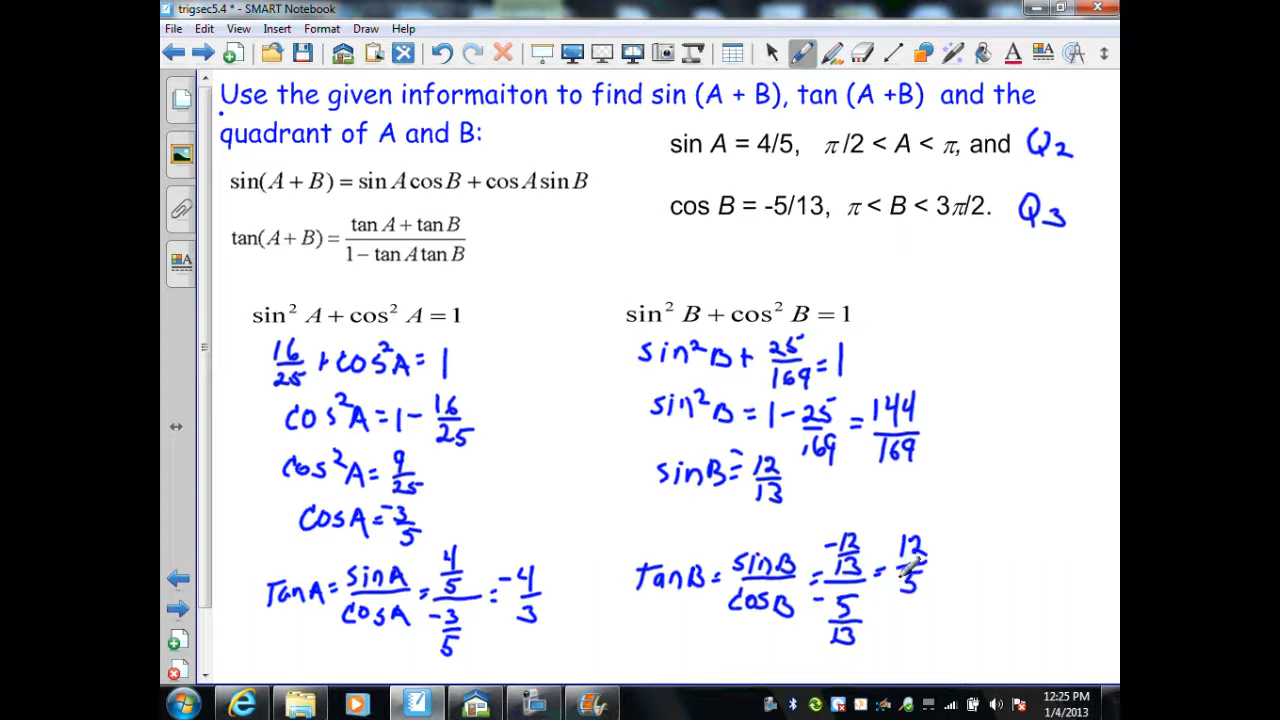 trigsec5.4 * - SMART Notebook
File Edit View Insert Format Draw Help
Use the given informaiton to find sin (A + B), tan (A +B) and the
quadrant of A and B:
sin A = 4/5, π/2 < A < π, and Q2
sin(A + B) = sin A cos B + cos A sin B
cos B = -5/13, π < B < 3π/2. Q3
tan(A + B) = (tan A + tan B)/(1 − tan A tan B)
sin² A + cos² A = 1
16/25 + cos²A = 1
cos²A = 1 - 16/25
cos²A = 9/25
cosA = -3/5
TanA = sinA/cosA = (4/5)/(-3/5) = -4/3
sin² B + cos² B = 1
sin²B + 25/169 = 1
sin²B = 1 - 25/169 = 144/169
sinB = -12/13
TanB = sinB/cosB = (-12/13)/(-5/13) = 12/5
12:25 PM
1/4/2013